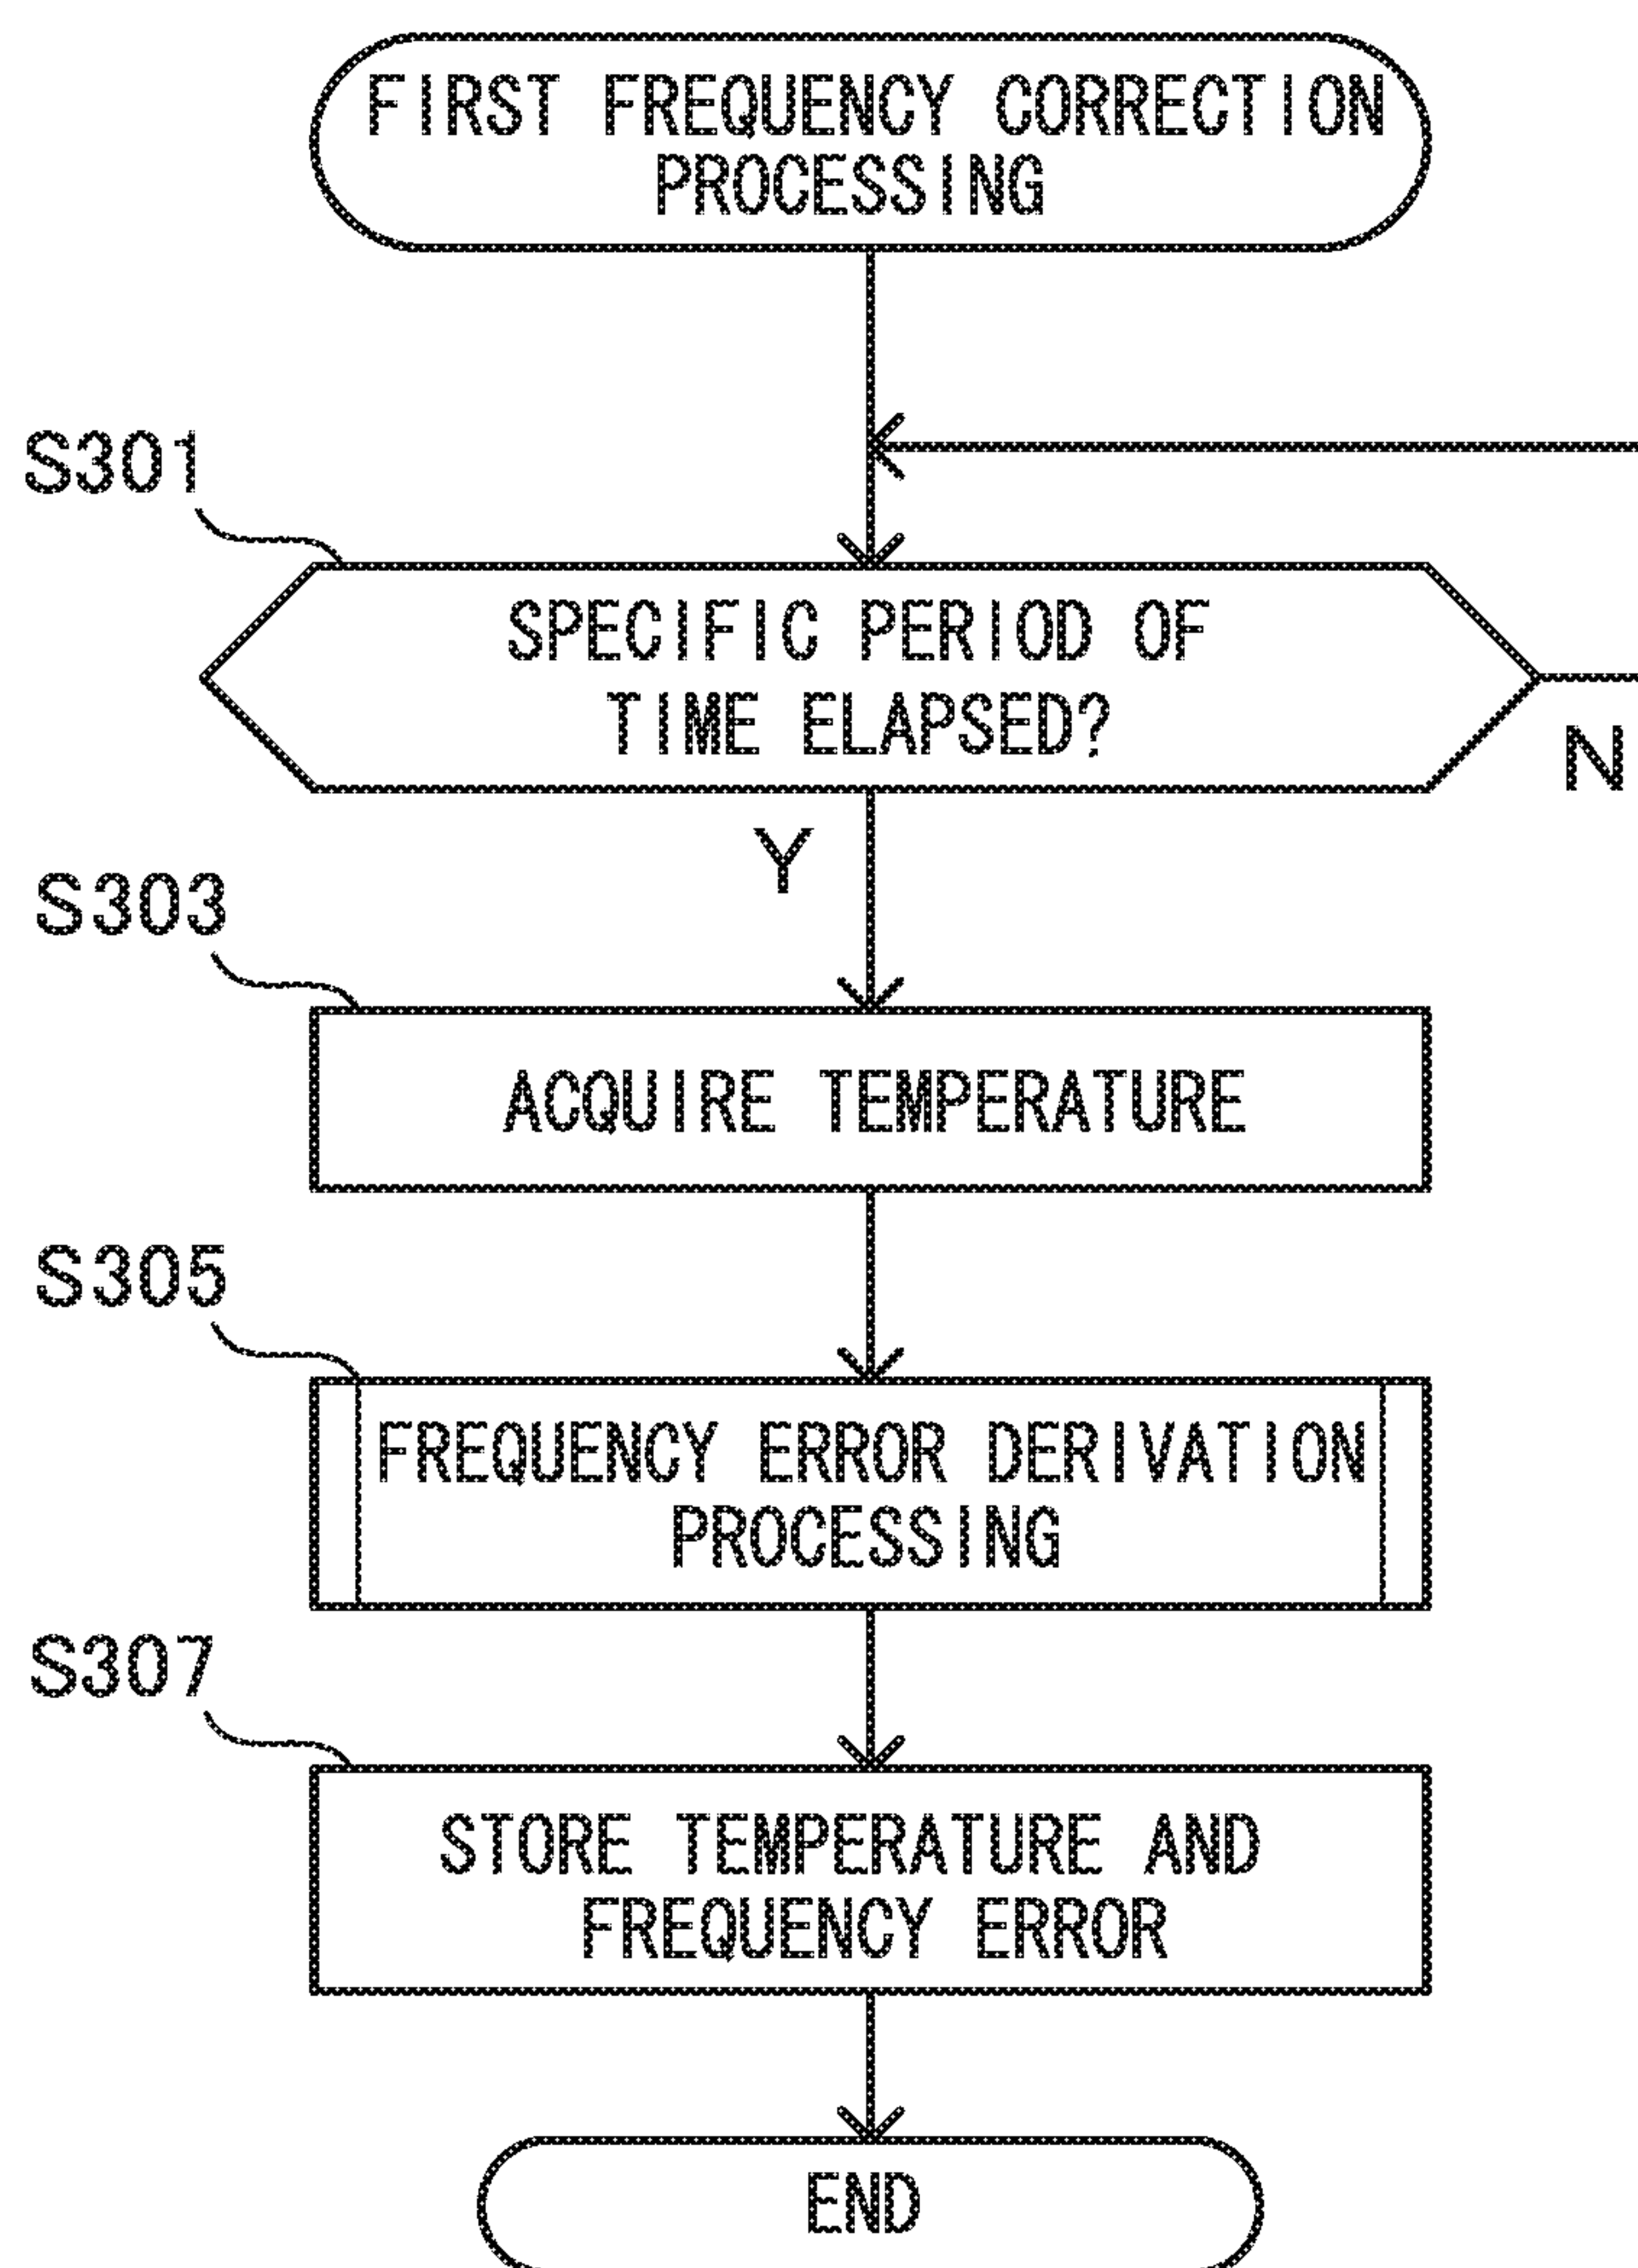 FIRST FREQUENCY CORRECTION
PROCESSING
S301
SPECIFIC PERIOD OF
TIME ELAPSED?
N
Y
S303
ACQUIRE TEMPERATURE
S305
FREQUENCY ERROR DERIVATION
PROCESSING
S307
STORE TEMPERATURE AND
FREQUENCY ERROR
END